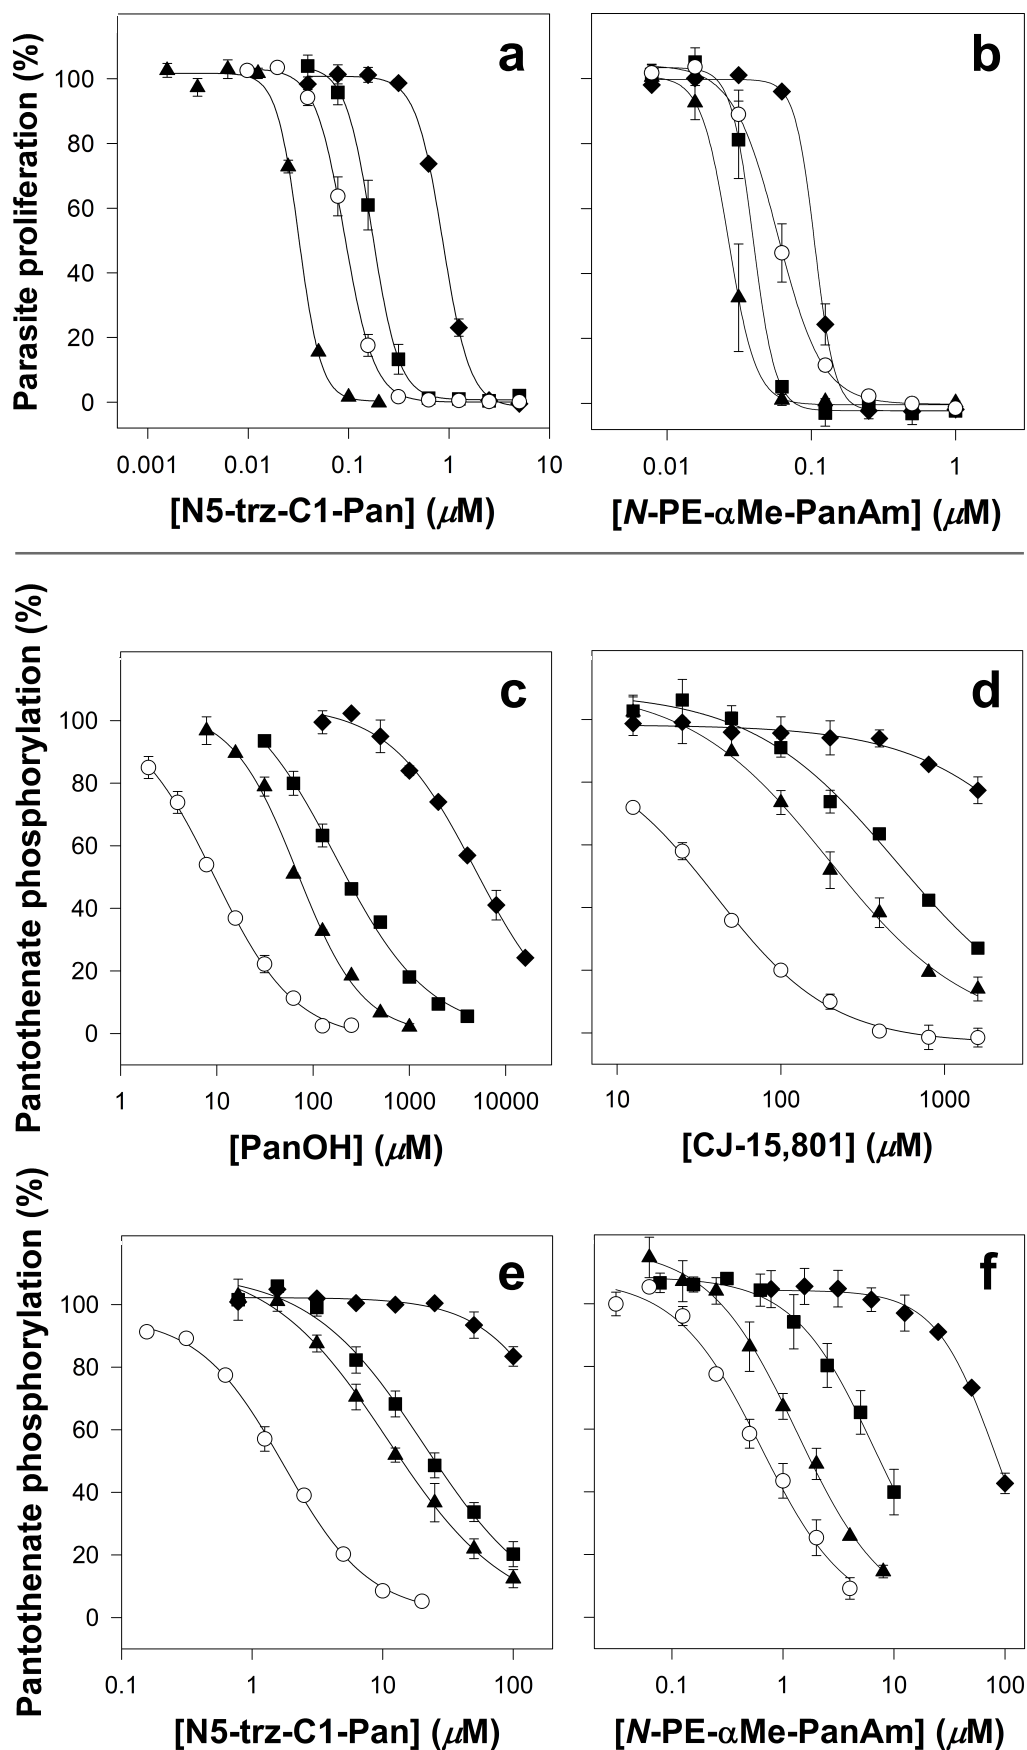 a
b
Parasite proliferation (%)
100
80
60
40
20
0
0.001
0.01
0.1
1
10
0.01
0.1
1
[N5-trz-C1-Pan] (μM)
[N-PE-αMe-PanAm] (μM)
c
d
Pantothenate phosphorylation (%)
100
80
60
40
20
0
1
10
100
1000
10000
10
100
1000
[PanOH] (μM)
[CJ-15,801] (μM)
e
f
Pantothenate phosphorylation (%)
100
80
60
40
20
0
0.1
1
10
100
0.1
1
10
100
[N5-trz-C1-Pan] (μM)
[N-PE-αMe-PanAm] (μM)